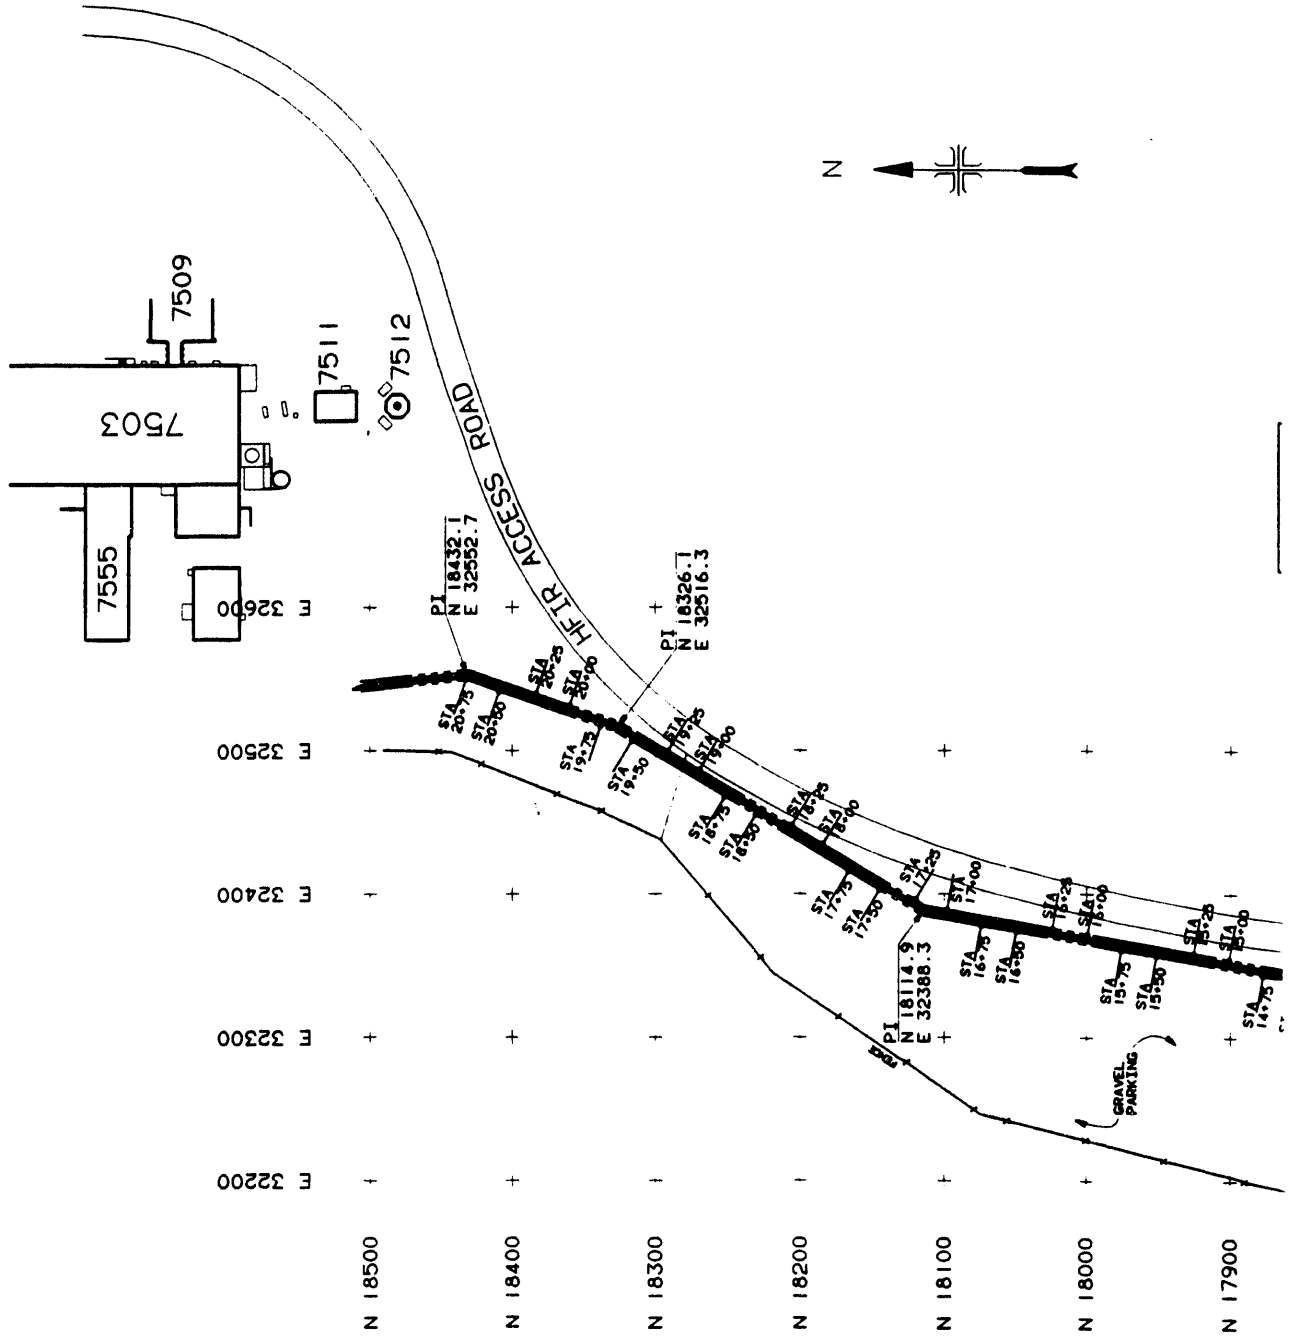 7509
7503
7511
7512
7555
HFIR ACCESS ROAD
N
PI
N 18432.1
E 32552.7
PI
N 18326.1
E 32516.3
PI
N 18114.9
E 32388.3
E 32600
E 32500
E 32400
E 32300
E 32200
STA
20+75
STA
20+50
STA
20+25
STA
20+00
STA
19+75
STA
19+50
STA
19+25
STA
19+00
STA
18+75
STA
18+50
STA
18+25
STA
18+00
STA
17+75
STA
17+50
STA
17+25
STA
17+00
STA
16+75
STA
16+50
STA
16+25
STA
16+00
STA
15+75
STA
15+50
STA
15+25
STA
15+00
STA
14+75
FENCE
GRAVEL
PARKING
N 18500
N 18400
N 18300
N 18200
N 18100
N 18000
N 17900